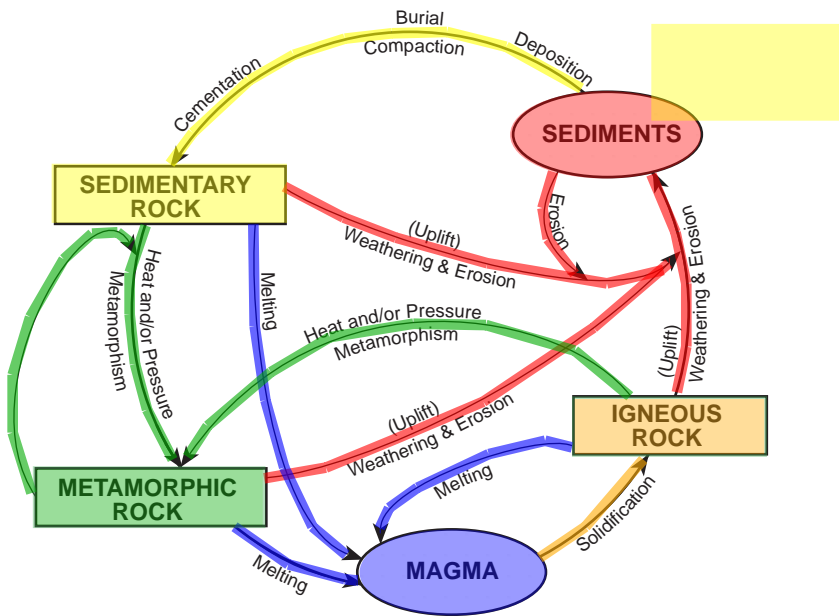 Burial
Compaction
Deposition
Cementation
SEDIMENTS
SEDIMENTARY
ROCK
Erosion
(Uplift)
Weathering & Erosion
Heat and/or Pressure
Metamorphism
Melting
Heat and/or Pressure
Metamorphism
(Uplift)
Weathering & Erosion
(Uplift)
Weathering & Erosion
IGNEOUS
ROCK
METAMORPHIC
ROCK
Melting
Solidification
Melting
MAGMA